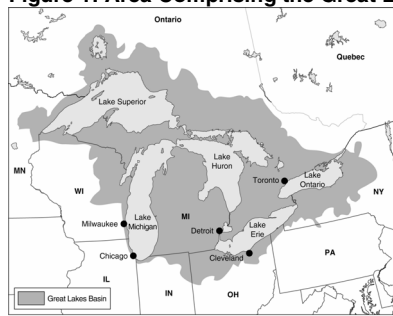 Ontario
Quebec
Lake Superior
Lake
Huron
MN
Toronto
Lake
Ontario
WI
NY
MI
Milwaukee
Lake
Michigan
Detroit
Lake
Erie
Chicago
Cleveland
PA
IL
IN
OH
Great Lakes Basin